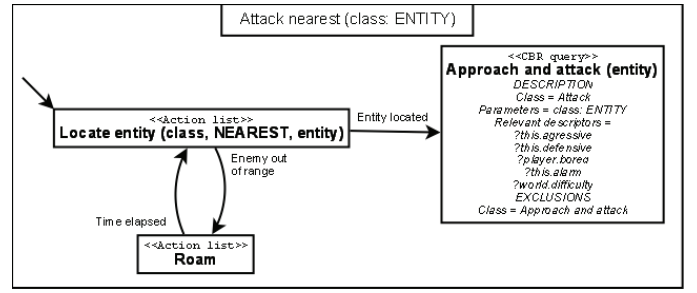 Attack nearest (class: ENTITY)
<<Action list>>
Locate entity (class, NEAREST, entity)
Entity located
<<CBR query>>
Approach and attack (entity)
DESCRIPTION
Class = Attack
Parameters = class: ENTITY
Relevant descriptors =
?this.agressive
?this.defensive
?player.bored
?this.alarm
?world.difficulty
EXCLUSIONS
Class = Approach and attack
Enemy out
of range
Time elapsed
<<Action list>>
Roam